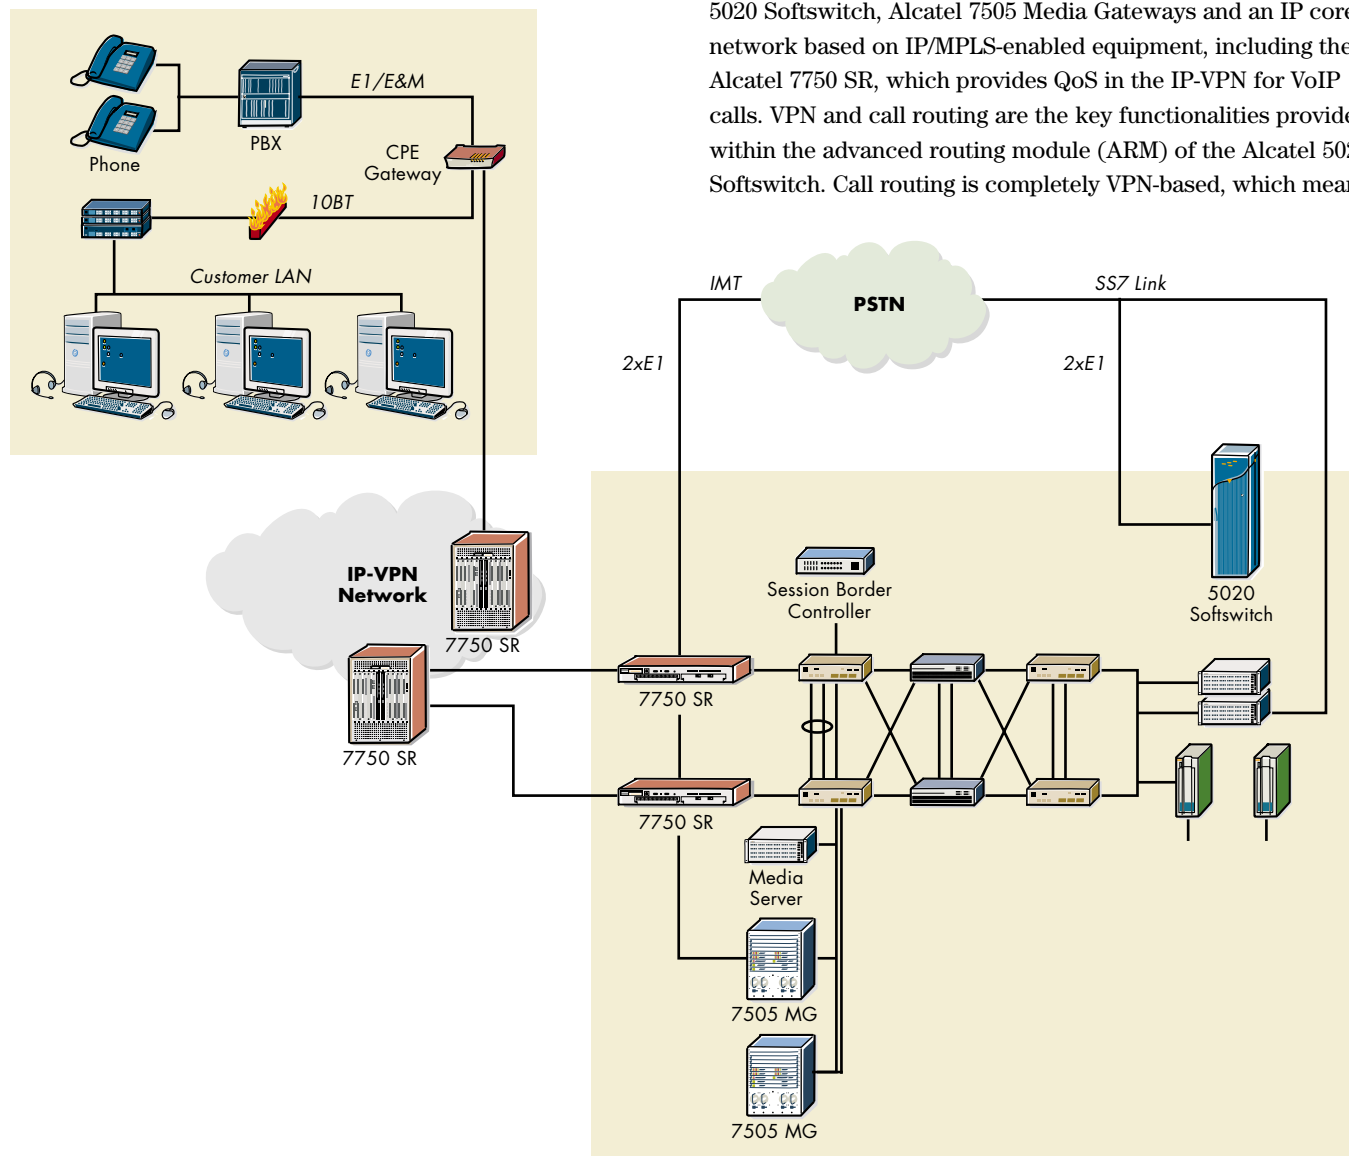 5020 Softswitch, Alcatel 7505 Media Gateways and an IP core
network based on IP/MPLS-enabled equipment, including the
Alcatel 7750 SR, which provides QoS in the IP-VPN for VoIP
calls. VPN and call routing are the key functionalities provide
within the advanced routing module (ARM) of the Alcatel 502
Softswitch. Call routing is completely VPN-based, which mear
E1/E&M
Phone
PBX
CPE
Gateway
10BT
Customer LAN
IMT
PSTN
SS7 Link
2xE1
2xE1
IP-VPN
Network
7750 SR
7750 SR
Session Border
Controller
5020
Softswitch
7750 SR
7750 SR
Media
Server
7505 MG
7505 MG